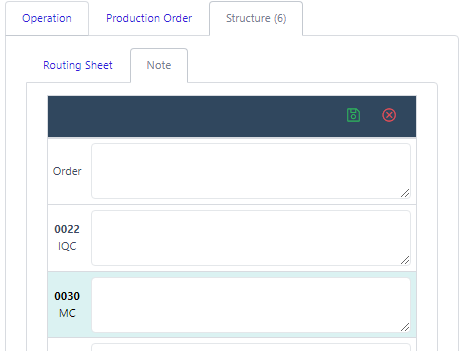 Operation
Production Order
Structure (6)
Routing Sheet
Note
Order
0022
IQC
0030
MC